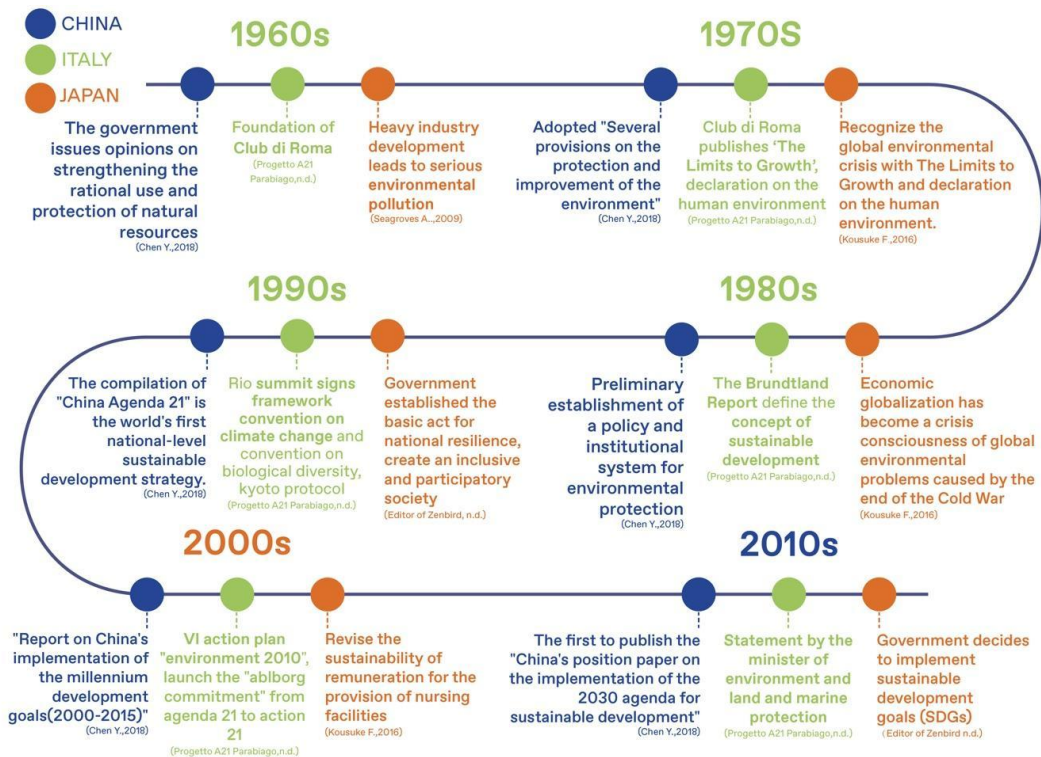 CHINA
ITALY
JAPAN
1960s
The government
issues opinions on
strengthening the
rational use and
protection of natural
resources
(Chen Y.,2018)
Foundation of
Club di Roma
(Progetto A21
Parabiago,n.d.)
Heavy industry
development
leads to serious
environmental
pollution
(Seagroves A..,2009)
1970S
Adopted "Several
provisions on the
protection and
improvement of the
environment"
(Chen Y.,2018)
Club di Roma
publishes ‘The
Limits to Growth’,
declaration on the
human environment
(Progetto A21 Parabiago,n.d.)
Recognize the
global environmental
crisis with The Limits to
Growth and declaration
on the human
environment.
(Kousuke F.,2016)
1990s
The compilation of
"China Agenda 21" is
the world's first
national-level
sustainable
development strategy.
(Chen Y.,2018)
Rio summit signs
framework
convention on
climate change and
convention on
biological diversity,
kyoto protocol
(Progetto A21 Parabiago,n.d.)
Government
established the
basic act for
national resilience,
create an inclusive
and participatory
society
(Editor of Zenbird, n.d.)
1980s
Preliminary
establishment of
a policy and
institutional
system for
environmental
protection
(Chen Y.,2018)
The Brundtland
Report define the
concept of
sustainable
development
(Progetto A21 Parabiago,n.d.)
Economic
globalization has
become a crisis
consciousness of global
environmental
problems caused by the
end of the Cold War
(Kousuke F.,2016)
2000s
"Report on China's
implementation of
the millennium
development
goals(2000-2015)"
(Chen Y.,2018)
VI action plan
"environment 2010",
launch the "ablborg
commitment" from
agenda 21 to action
21
(Progetto A21 Parabiago,n.d.)
Revise the
sustainability of
remuneration for the
provision of nursing
facilities
(Kousuke F.,2016)
2010s
The first to publish the
"China's position paper on
the implementation of the
2030 agenda for
sustainable development"
(Chen Y.,2018)
Statement by the
minister of
environment and
land and marine
protection
(Progetto A21 Parabiago,n.d.)
Government decides
to implement
sustainable
development
goals (SDGs)
(Editor of Zenbird n.d.)